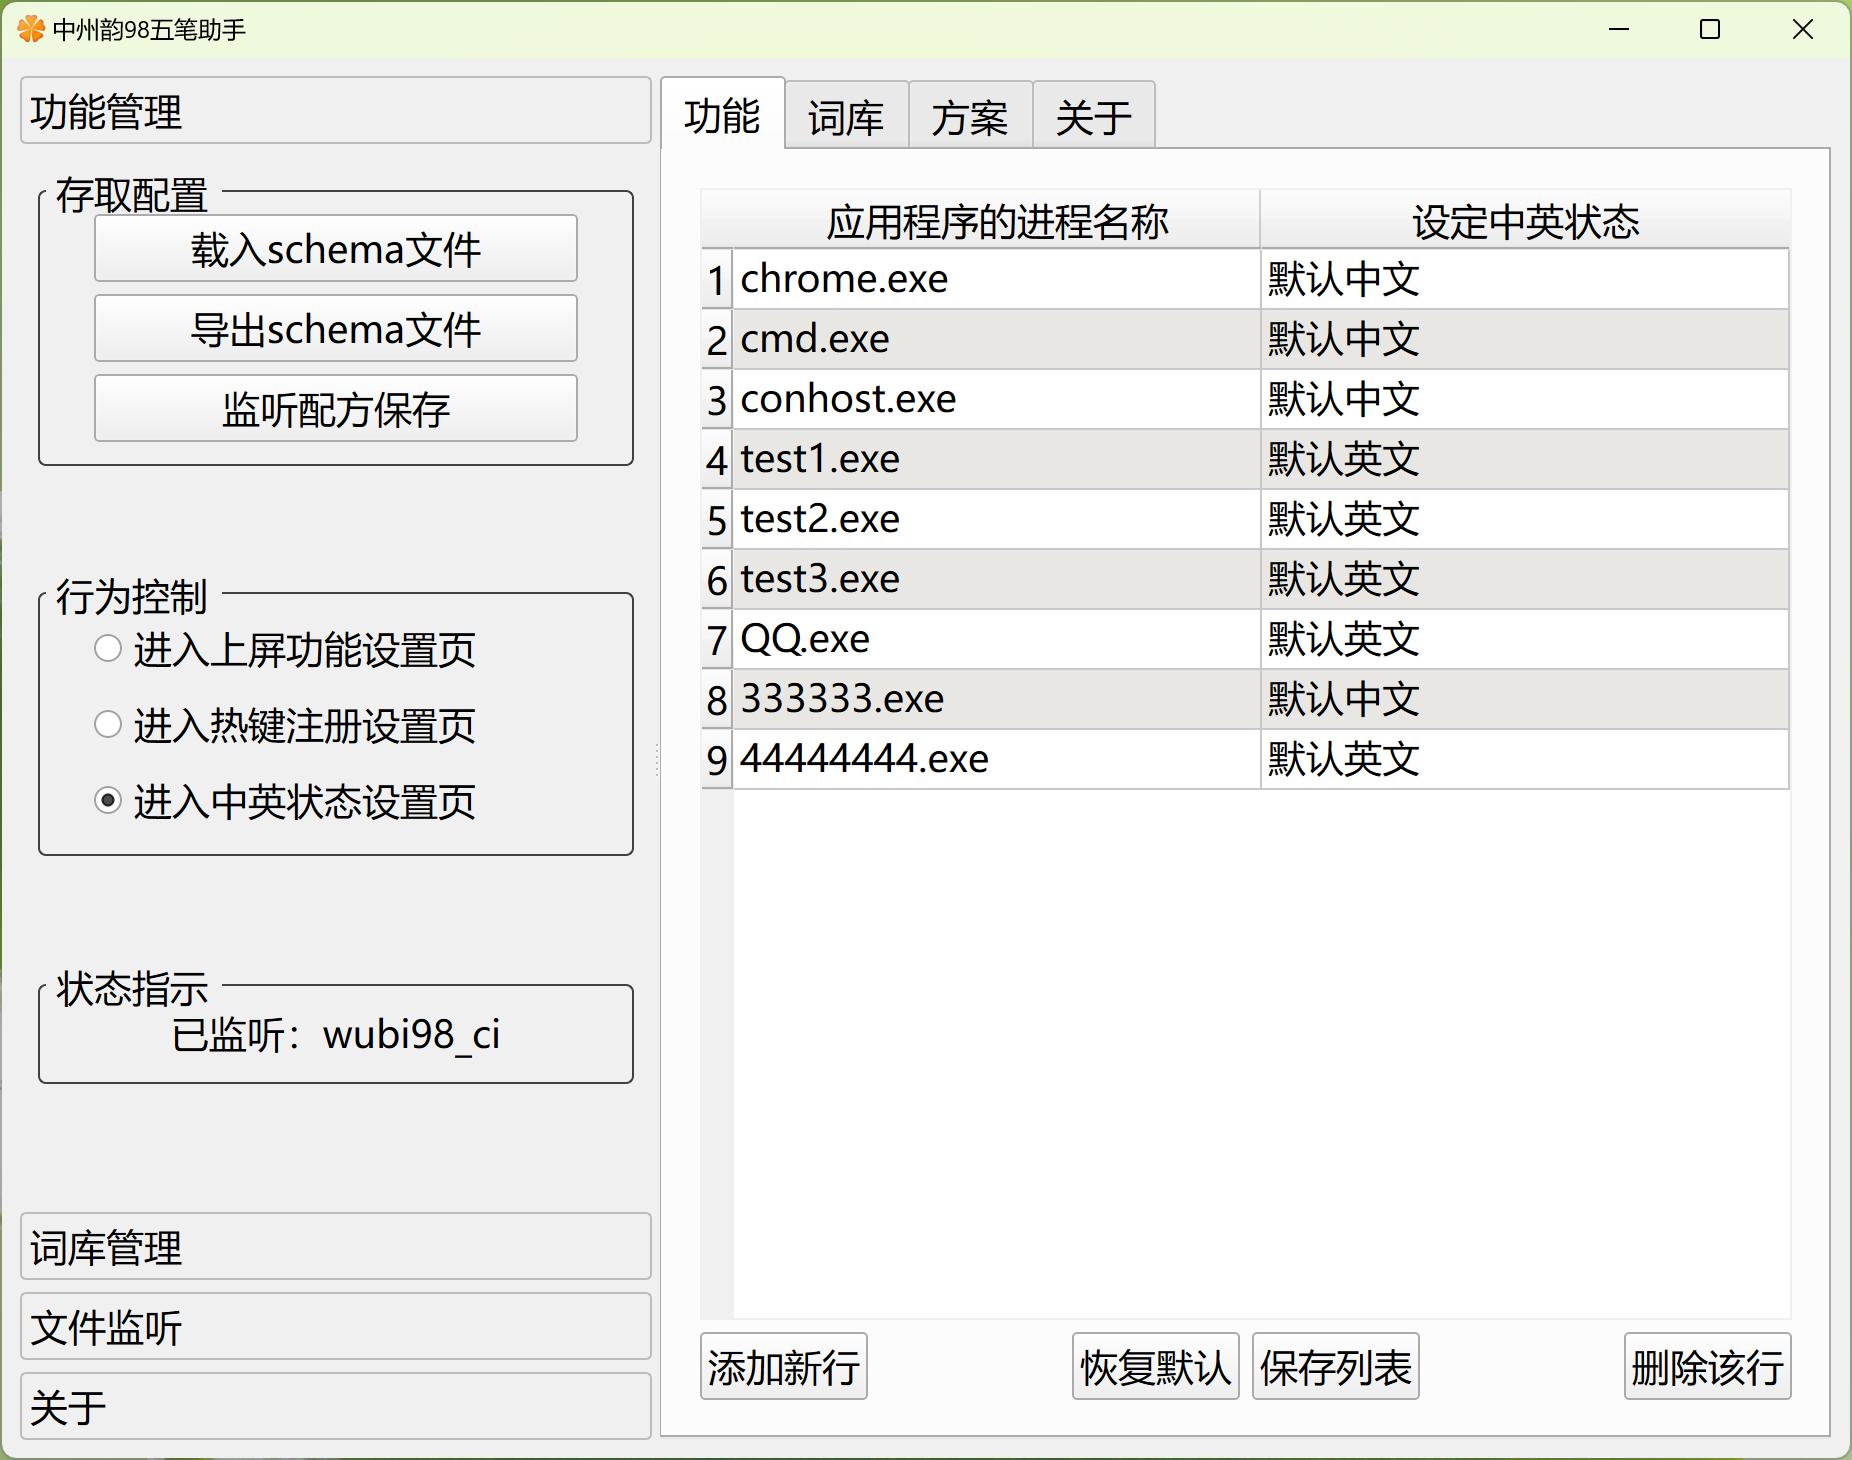 中州韵98五笔助手
功能管理
存取配置
载入schema文件
导出schema文件
监听配方保存
行为控制
进入上屏功能设置页
进入热键注册设置页
进入中英状态设置页
状态指示
已监听：wubi98_ci
词库管理
文件监听
关于
功能 词库 方案 关于
应用程序的进程名称 设定中英状态
1 chrome.exe 默认中文
2 cmd.exe 默认中文
3 conhost.exe 默认中文
4 test1.exe 默认英文
5 test2.exe 默认英文
6 test3.exe 默认英文
7 QQ.exe 默认英文
8 333333.exe 默认中文
9 44444444.exe 默认英文
添加新行 恢复默认 保存列表 删除该行